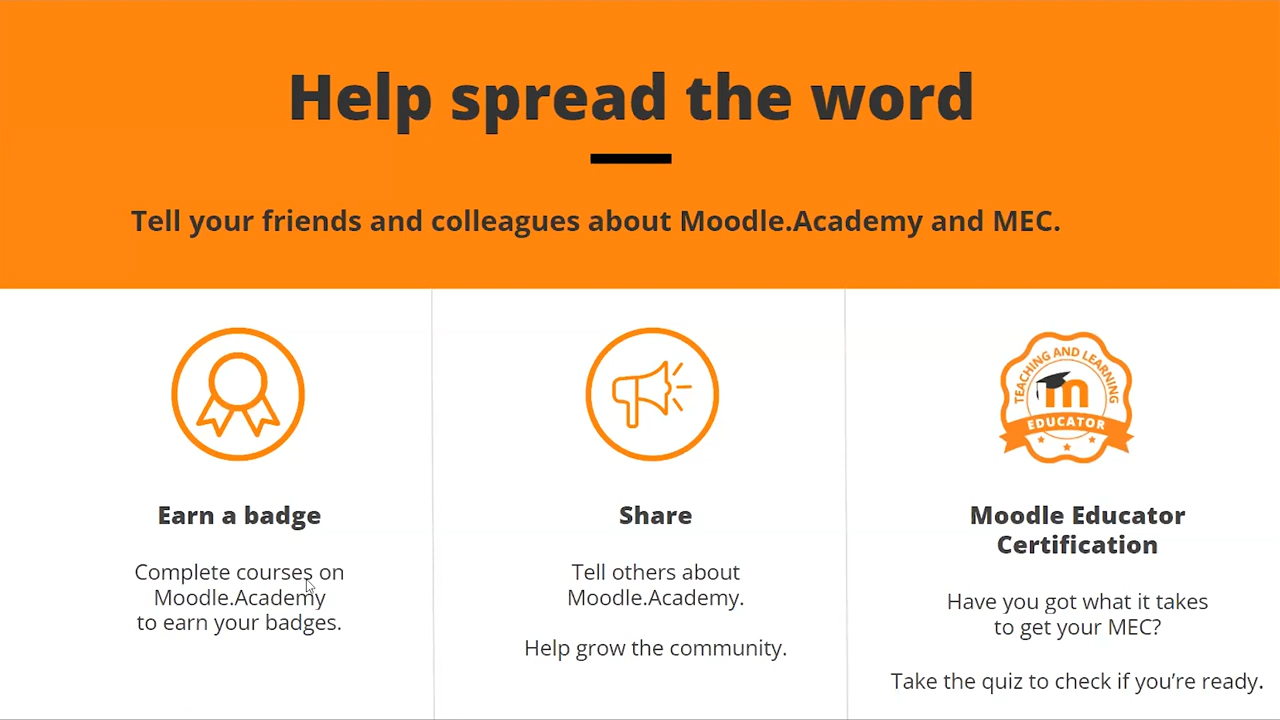 Help spread the word
Tell your friends and colleagues about Moodle.Academy and MEC.
TEACHING AND LEARNING
m
EDUCATOR
Earn a badge
Complete courses on
Moodle.Academy
to earn your badges.
Share
Tell others about
Moodle.Academy.
Help grow the community.
Moodle Educator
Certification
Have you got what it takes
to get your MEC?
Take the quiz to check if you’re ready.